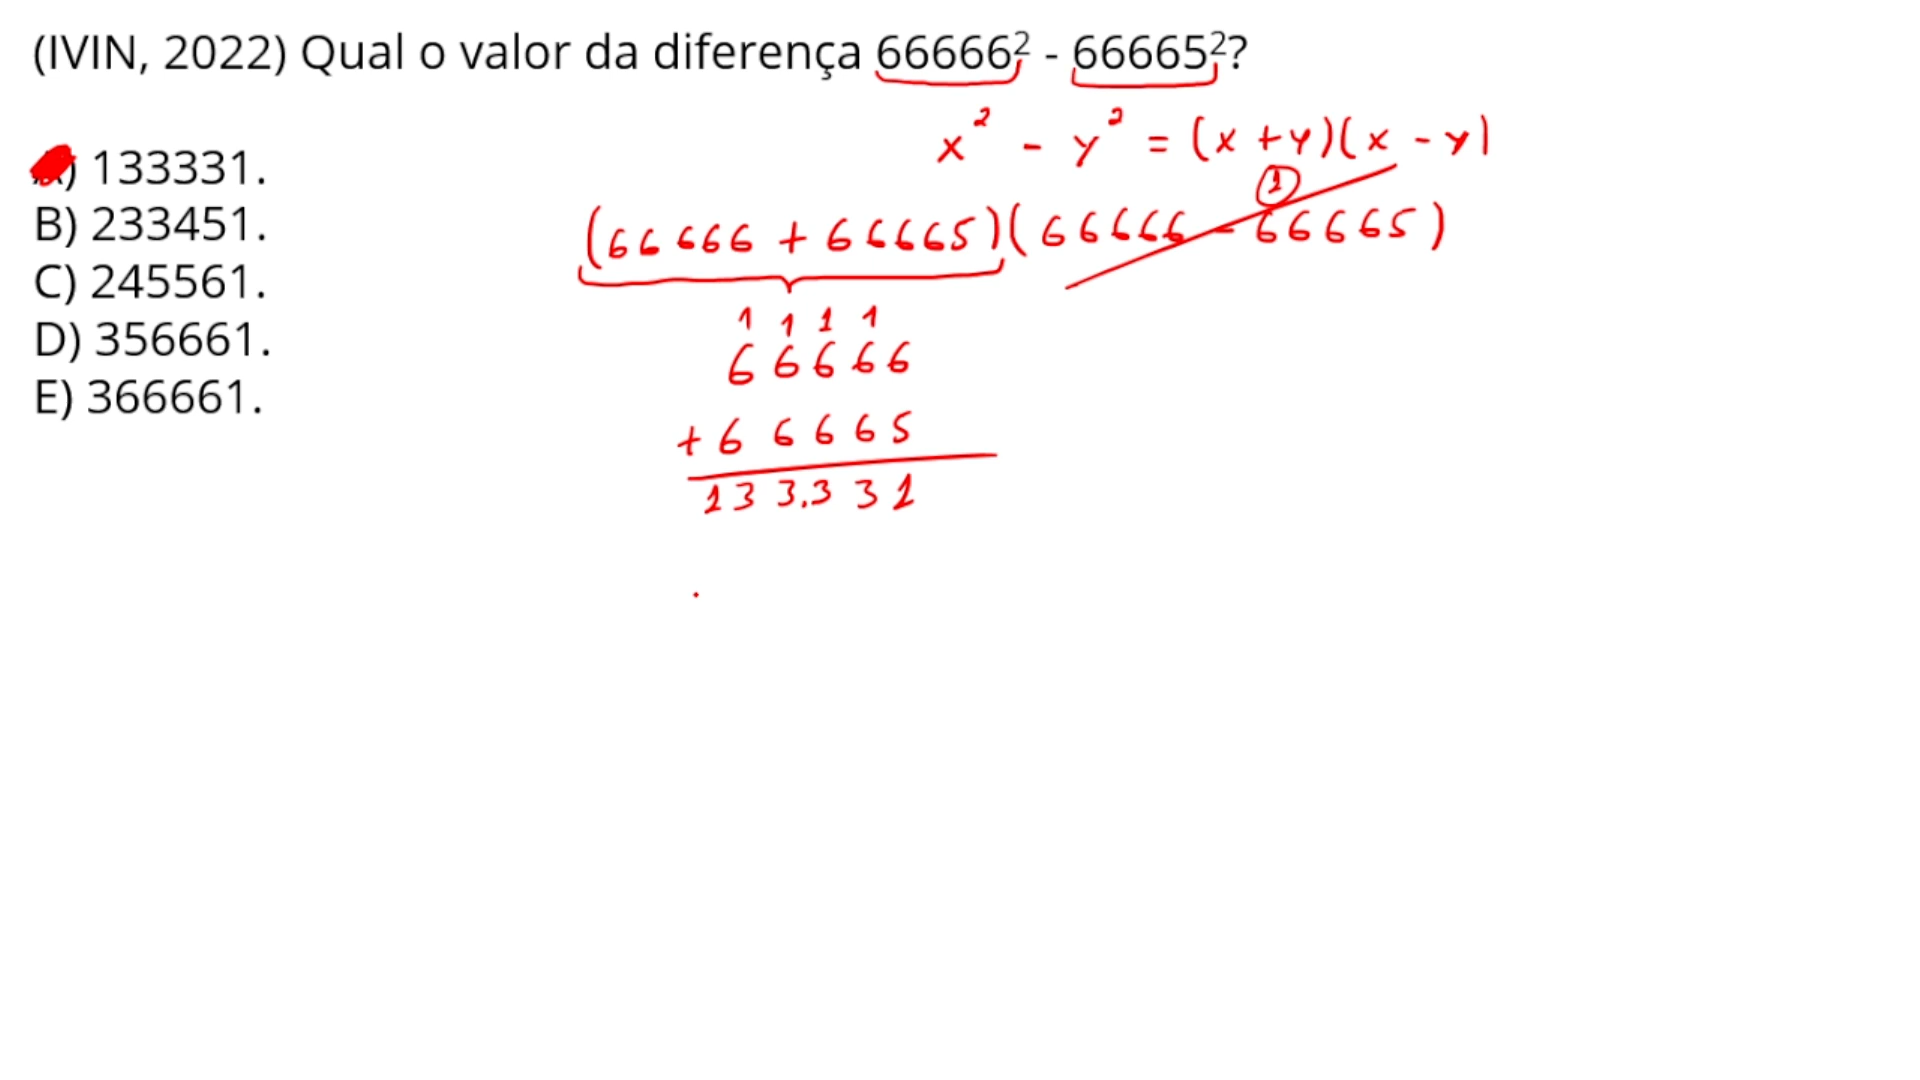 (IVIN, 2022) Qual o valor da diferença 66666² - 66665²?
x² - y² = (x + y)(x - y)
) 133331.
1
(66666 + 66665)(66666 - 66665)
B) 233451.
C) 245561.
1 1 1 1
D) 356661.
66666
E) 366661.
+ 66665
133.331